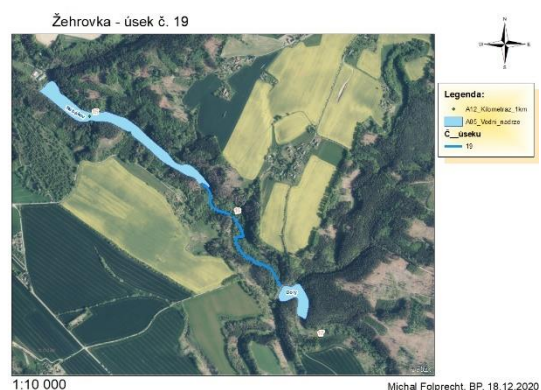 Žehrovka - úsek č. 19
N
Legenda:
A12_Kilometraz_1km
A05_Vodni_nadrze
Č__úseku
19
1:10 000
Michal Folprecht, BP, 18.12.2020